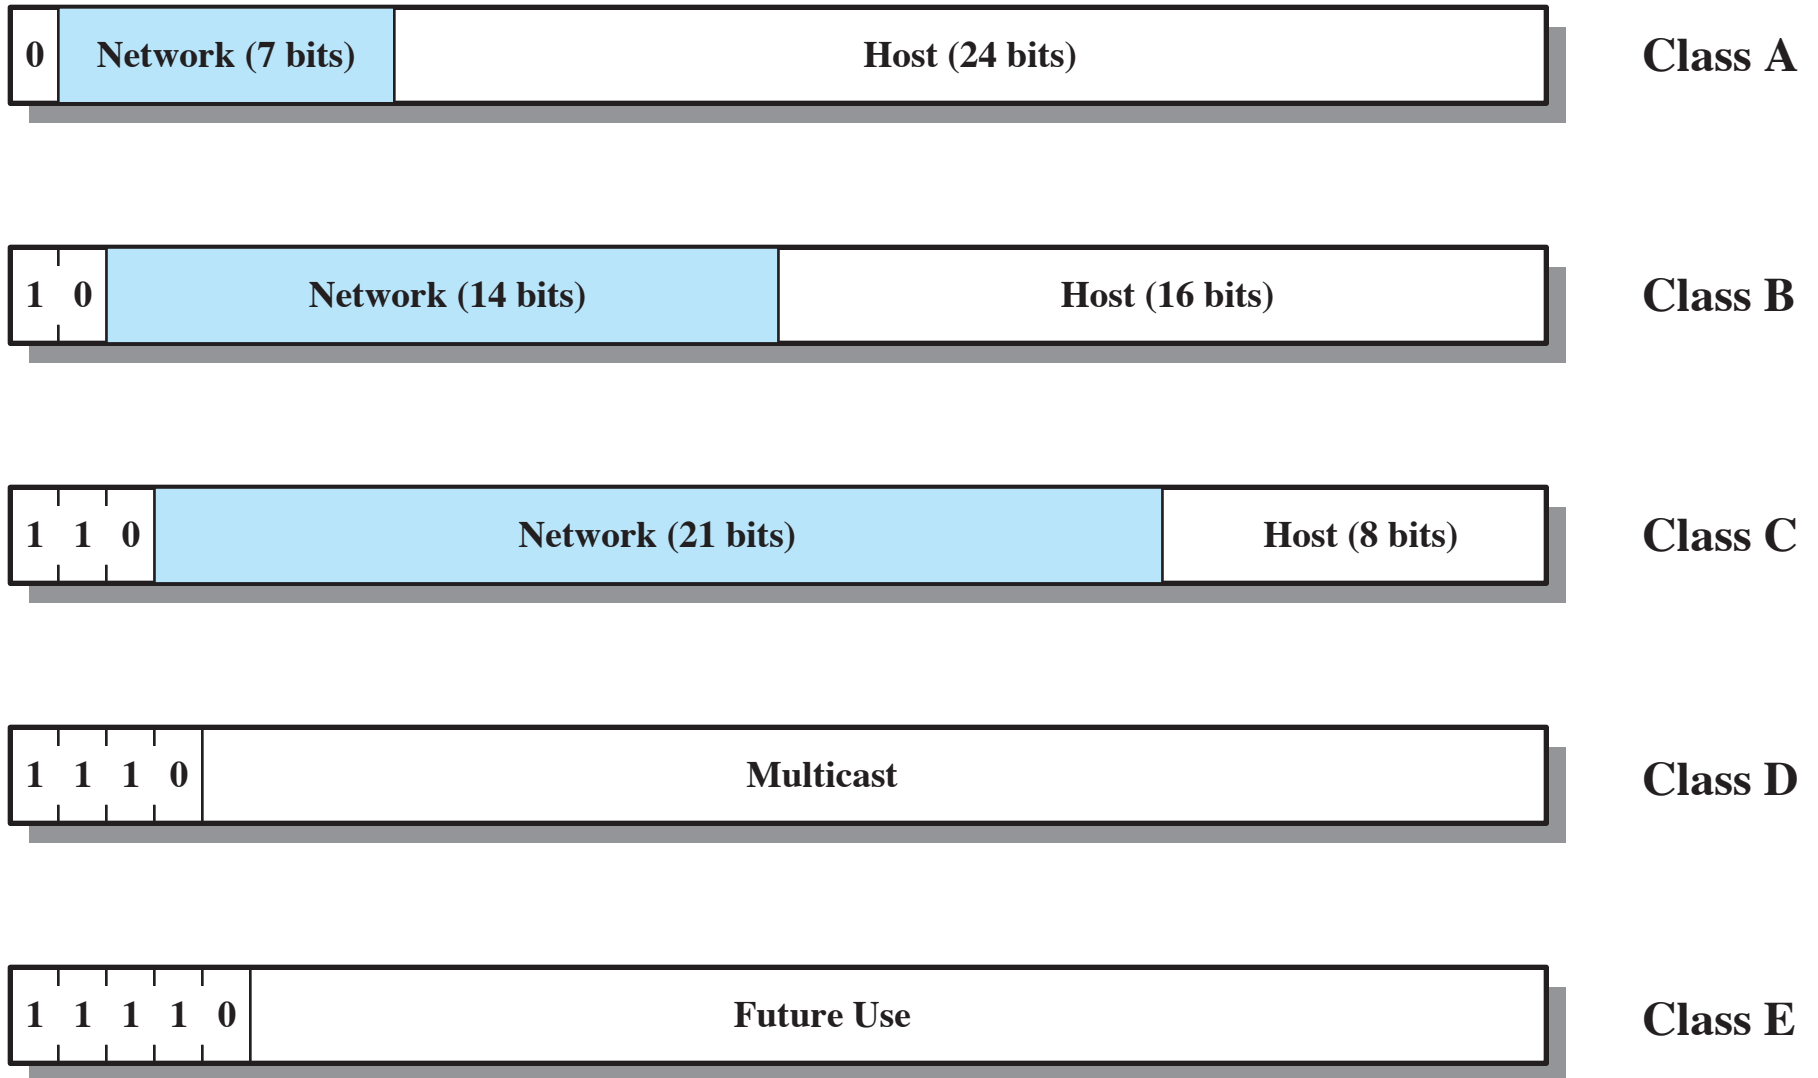 0 Network (7 bits) Host (24 bits) Class A
1 0 Network (14 bits) Host (16 bits) Class B
1 1 0 Network (21 bits) Host (8 bits) Class C
1 1 1 0 Multicast Class D
1 1 1 1 0 Future Use Class E